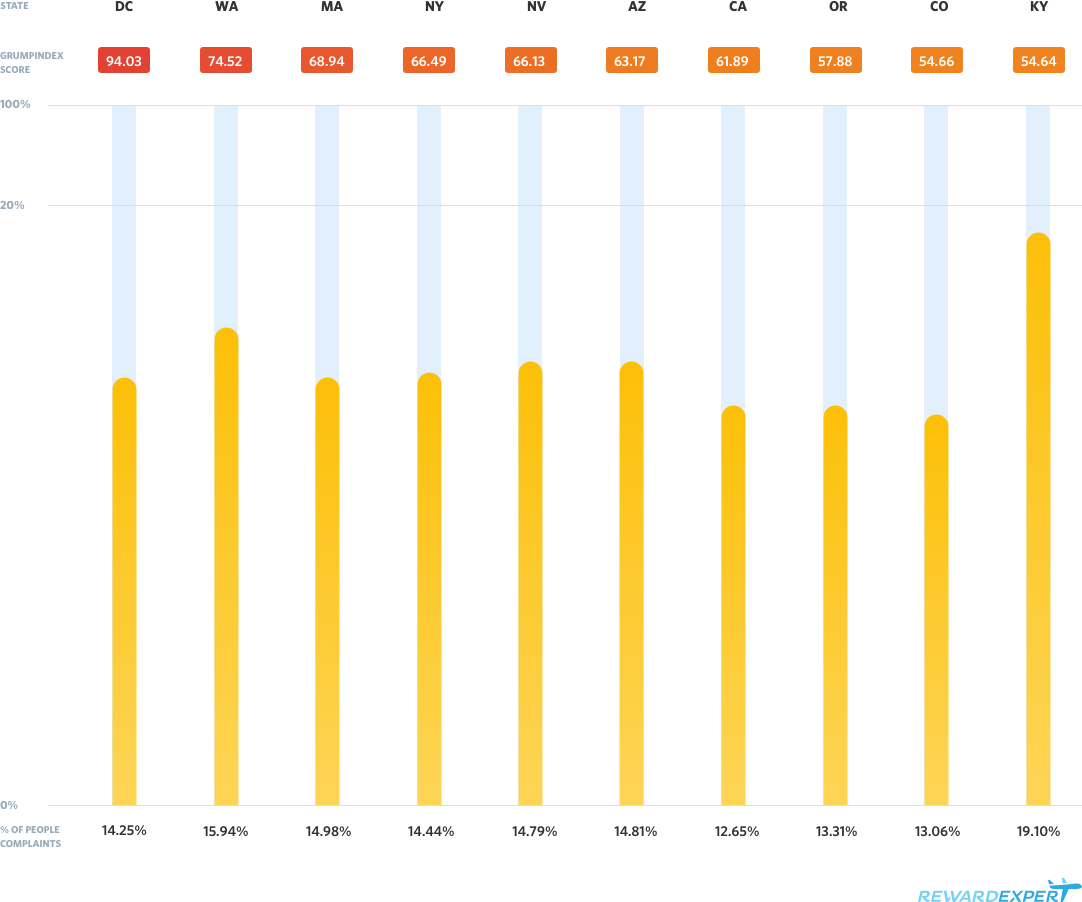 STATE DC WA MA NY NV AZ CA OR CO KY
GRUMPINDEX
SCORE 94.03 74.52 68.94 66.49 66.13 63.17 61.89 57.88 54.66 54.64
100%
20%
0%
% OF PEOPLE
COMPLAINTS 14.25% 15.94% 14.98% 14.44% 14.79% 14.81% 12.65% 13.31% 13.06% 19.10%
REWARDEXPERT